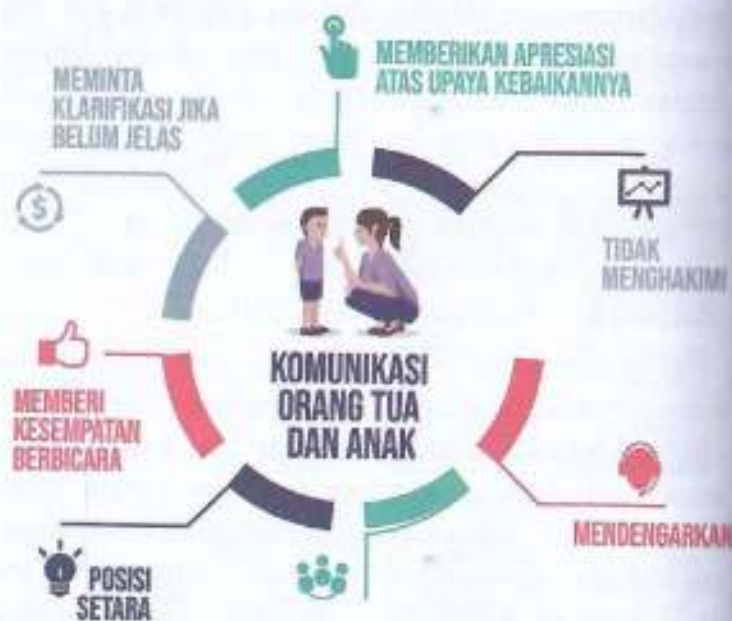 MEMBERIKAN APRESIASI
ATAS UPAYA KEBAIKANNYA
MEMINTA
KLARIFIKASI JIKA
BELUM JELAS
TIDAK
MENGHAKIMI
KOMUNIKASI
ORANG TUA
DAN ANAK
MEMBERI
KESEMPATAN
BERBICARA
MENDENGARKAN
POSISI
SETARA
$